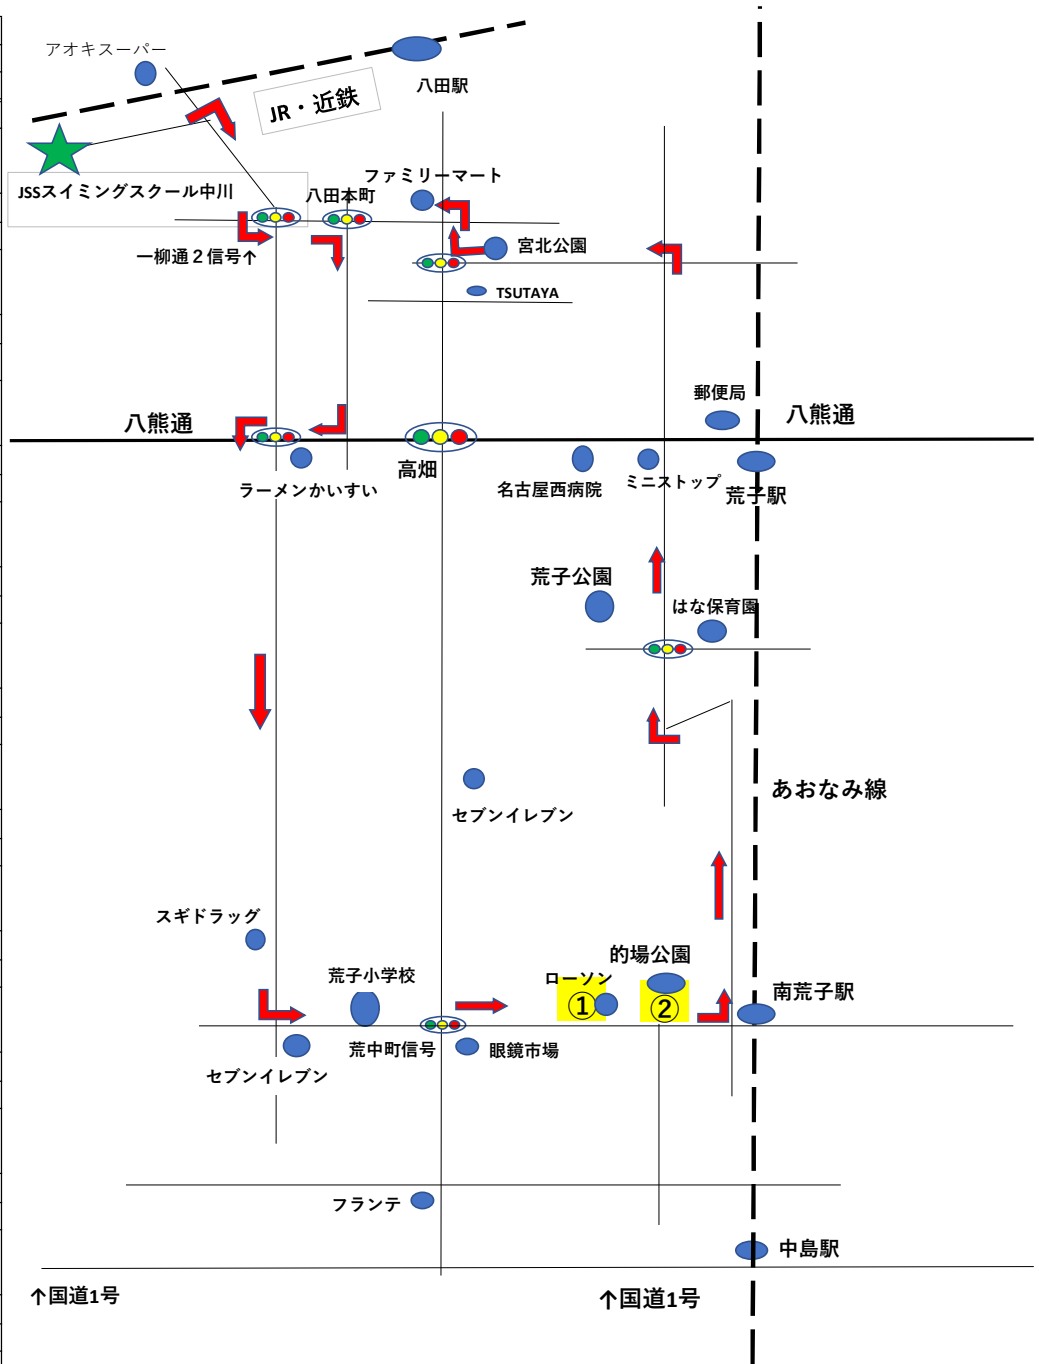 アオキスーパー
八田駅
JR・近鉄
JSSスイミングスクール中川
八田本町
ファミリーマート
宮北公園
一柳通２信号↑
TSUTAYA
郵便局
八熊通
八熊通
高畑
ラーメンかいすい
名古屋西病院
ミニストップ
荒子駅
荒子公園
はな保育園
あおなみ線
セブンイレブン
スギドラッグ
荒子小学校
ローソン
的場公園
①
②
南荒子駅
荒中町信号
眼鏡市場
セブンイレブン
フランテ
中島駅
↑国道1号
↑国道1号